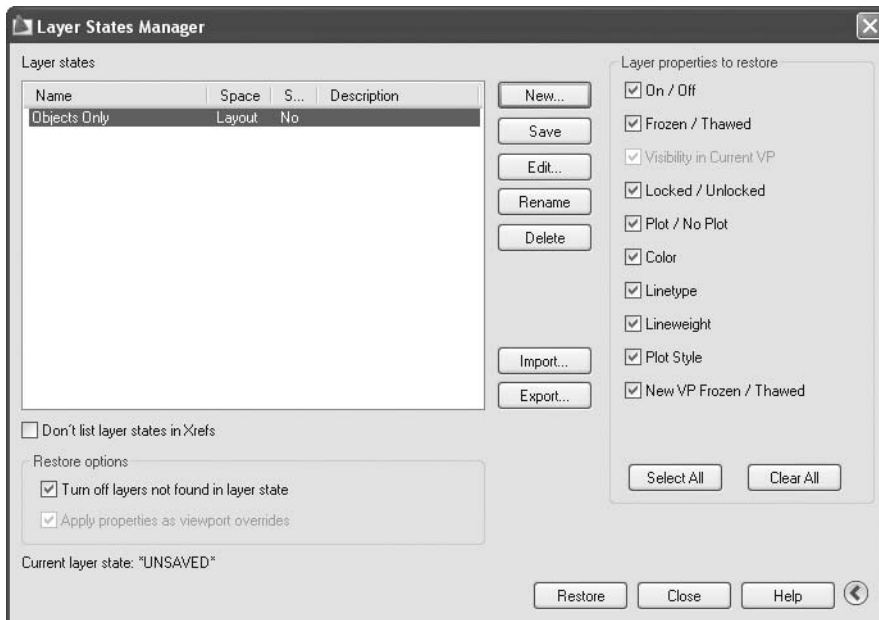 Layer States Manager
Layer states
Name Space S... Description
Objects Only Layout No
New...
Save
Edit...
Rename
Delete
Import...
Export...
Don't list layer states in Xrefs
Restore options
Turn off layers not found in layer state
Apply properties as viewport overrides
Current layer state: "UNSAVED"
Layer properties to restore
On / Off
Frozen / Thawed
Visibility in Current VP
Locked / Unlocked
Plot / No Plot
Color
Linetype
Lineweight
Plot Style
New VP Frozen / Thawed
Select All Clear All
Restore Close Help